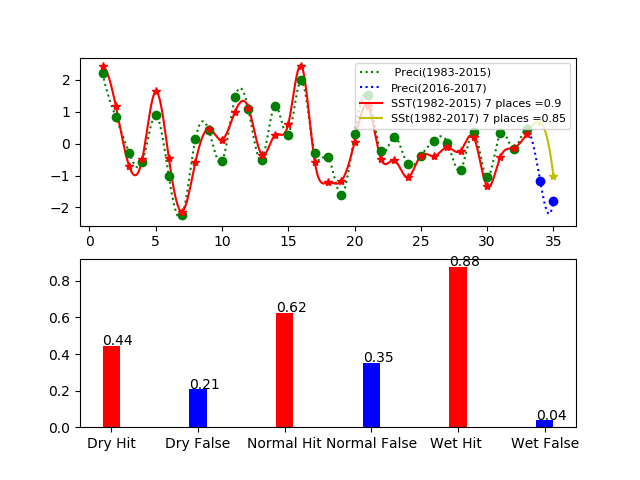 2
1
0
−1
−2
Preci(1983-2015)
Preci(2016-2017)
SST(1982-2015) 7 places =0.9
SSt(1982-2017) 7 places =0.85
0 5 10 15 20 25 30 35
0.8
0.6
0.4
0.2
0.0
0.44
0.21
0.62
0.35
0.88
0.04
Dry Hit Dry False Normal Hit Normal False Wet Hit Wet False